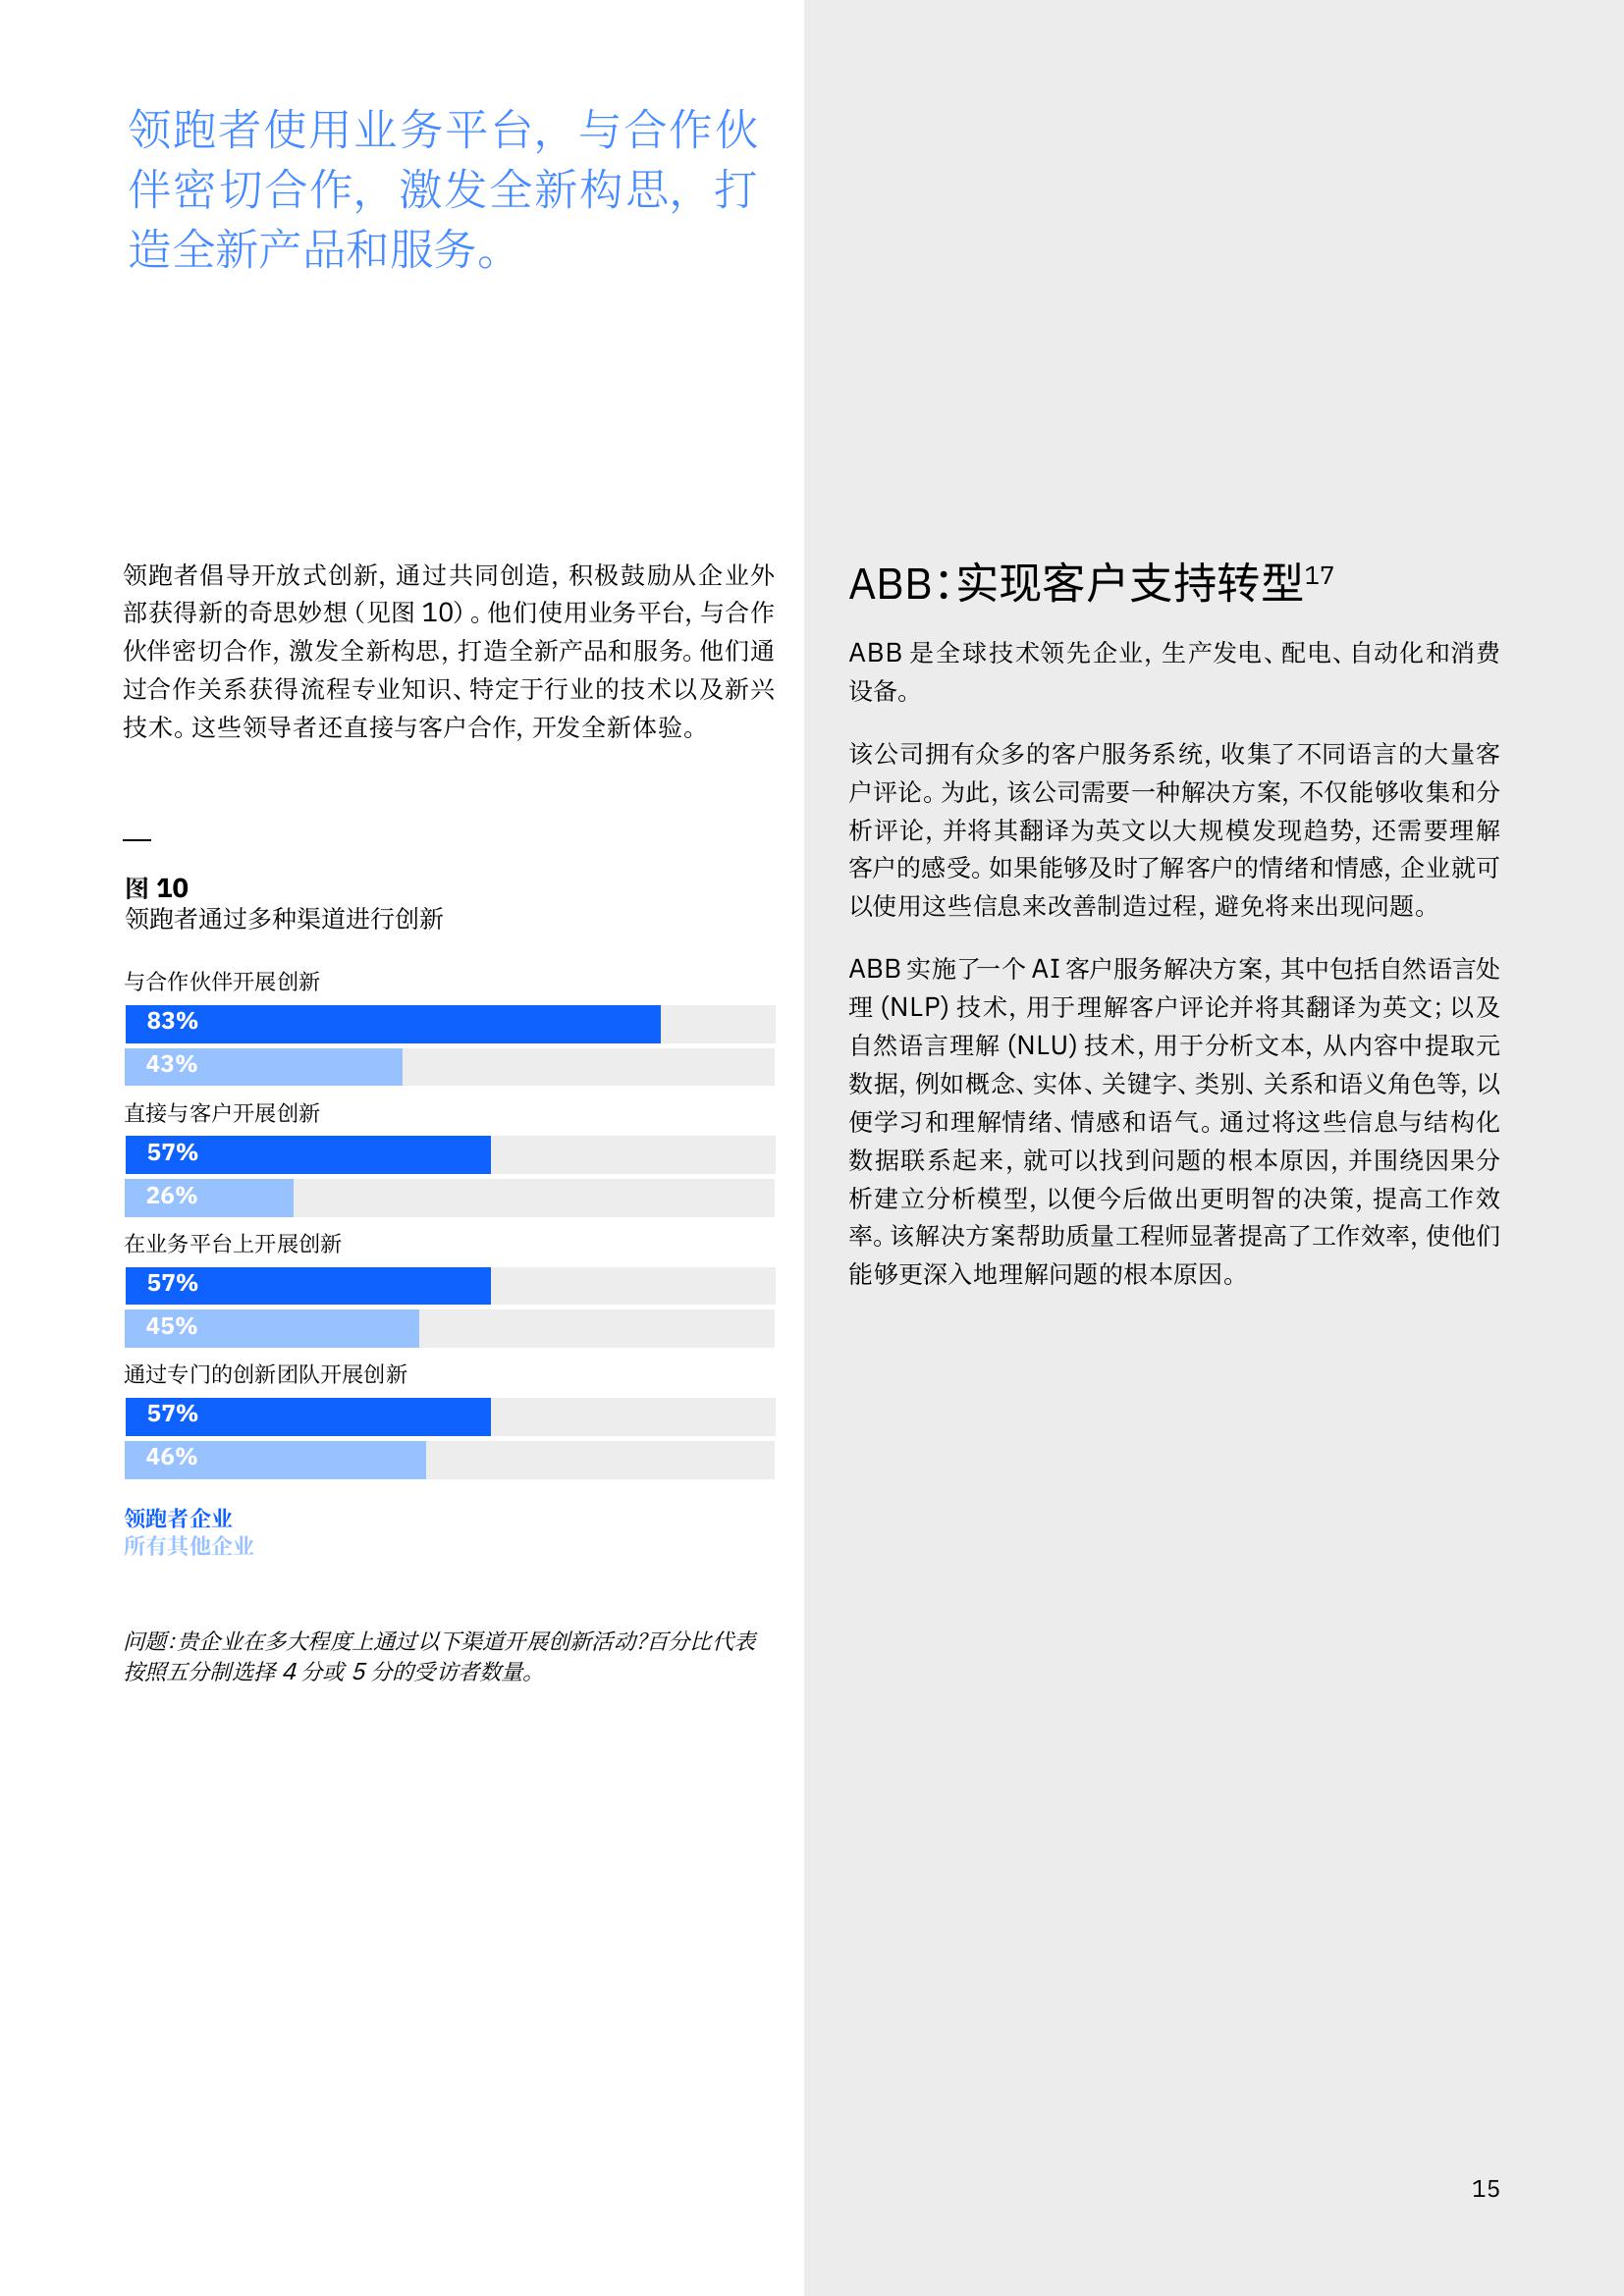 领跑者使用业务平台，与合作伙
伴密切合作，激发全新构思，打
造全新产品和服务。
领跑者倡导开放式创新，通过共同创造，积极鼓励从企业外
部获得新的奇思妙想（见图 10）。他们使用业务平台，与合作
伙伴密切合作，激发全新构思，打造全新产品和服务。他们通
过合作关系获得流程专业知识、特定于行业的技术以及新兴
技术。这些领导者还直接与客户合作，开发全新体验。
图 10
领跑者通过多种渠道进行创新
与合作伙伴开展创新
83%
43%
直接与客户开展创新
57%
26%
在业务平台上开展创新
57%
45%
通过专门的创新团队开展创新
57%
46%
领跑者企业
所有其他企业
问题：贵企业在多大程度上通过以下渠道开展创新活动？百分比代表
按照五分制选择 4 分或 5 分的受访者数量。
ABB：实现客户支持转型17
ABB 是全球技术领先企业，生产发电、配电、自动化和消费
设备。
该公司拥有众多的客户服务系统，收集了不同语言的大量客
户评论。为此，该公司需要一种解决方案，不仅能够收集和分
析评论，并将其翻译为英文以大规模发现趋势，还需要理解
客户的感受。如果能够及时了解客户的情绪和情感，企业就可
以使用这些信息来改善制造过程，避免将来出现问题。
ABB 实施了一个 AI 客户服务解决方案，其中包括自然语言处
理 (NLP) 技术，用于理解客户评论并将其翻译为英文；以及
自然语言理解 (NLU) 技术，用于分析文本，从内容中提取元
数据，例如概念、实体、关键字、类别、关系和语义角色等，以
便学习和理解情绪、情感和语气。通过将这些信息与结构化
数据联系起来，就可以找到问题的根本原因，并围绕因果分
析建立分析模型，以便今后做出更明智的决策，提高工作效
率。该解决方案帮助质量工程师显著提高了工作效率，使他们
能够更深入地理解问题的根本原因。
15